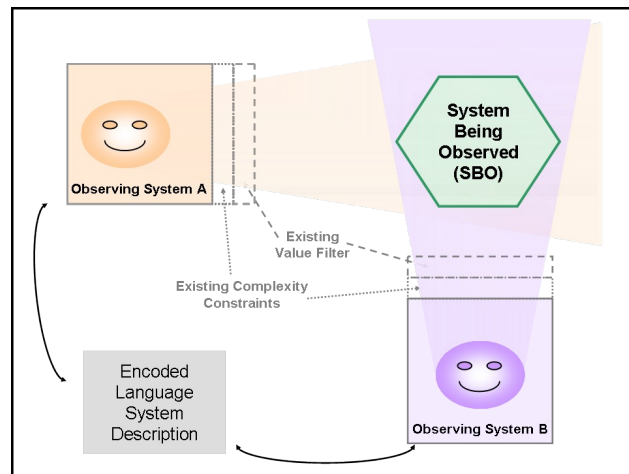 System
Being
Observed
(SBO)
Observing System A
Existing
Value Filter
Existing Complexity
Constraints
Encoded
Language
System
Description
Observing System B